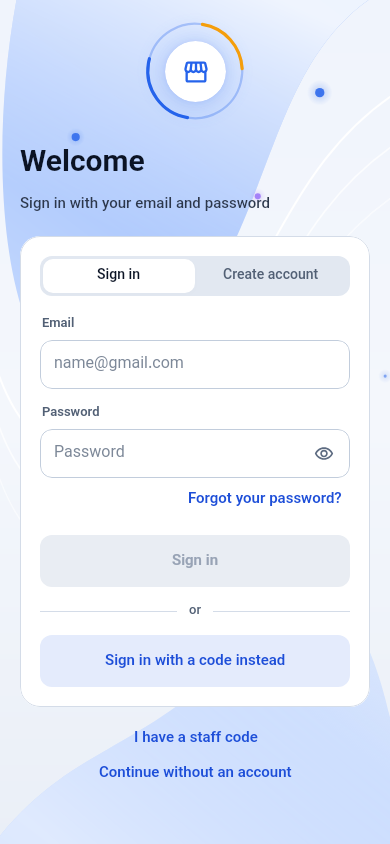 Welcome
Sign in with your email and password
Sign in
Create account
Email
name@gmail.com
Password
Password
Forgot your password?
Sign in
or
Sign in with a code instead
I have a staff code
Continue without an account